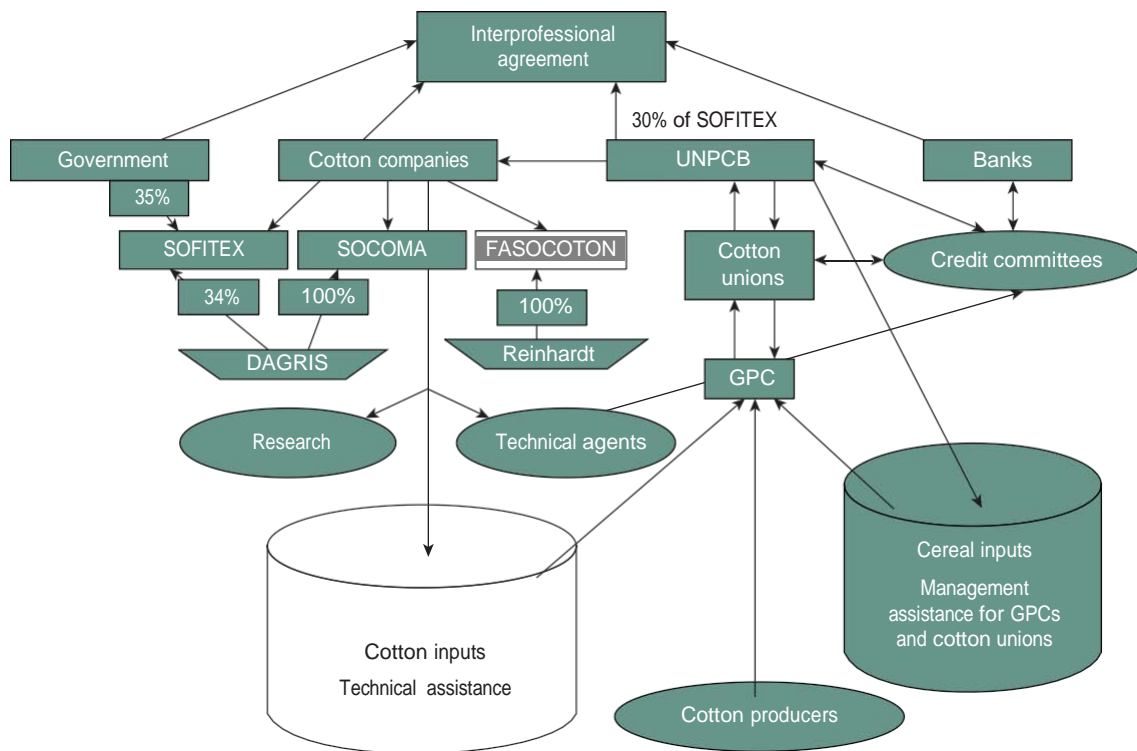 Interprofessional
agreement
30% of SOFITEX
Government
Cotton companies
UNPCB
Banks
35%
SOFITEX
SOCOMA
FASOCOTON
Cotton
unions
Credit committees
34%
100%
100%
DAGRIS
Reinhardt
GPC
Research
Technical agents
Cereal inputs
Management
assistance for GPCs
and cotton unions
Cotton inputs
Technical assistance
Cotton producers